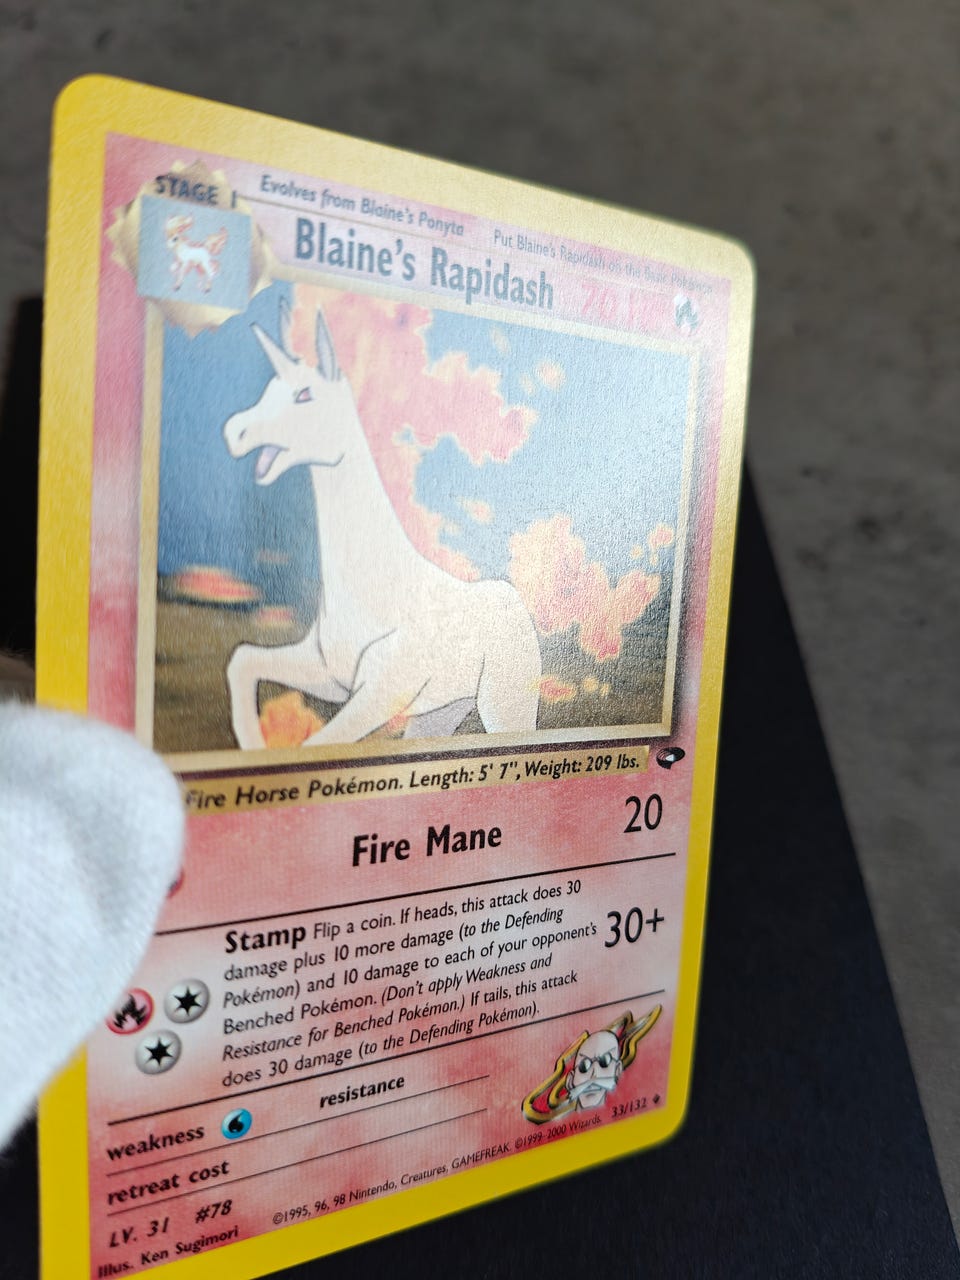 STAGE 1
Evolves from Blaine's Ponyta
Put Blaine's Rapidash on the Basic Pokémon
Blaine's Rapidash
70 HP
Fire Horse Pokémon. Length: 5' 7", Weight: 209 lbs.
Fire Mane 20
Stamp Flip a coin. If heads, this attack does 30
damage plus 10 more damage (to the Defending
Pokémon) and 10 damage to each of your opponent's
Benched Pokémon. (Don't apply Weakness and
Resistance for Benched Pokémon.) If tails, this attack
does 30 damage (to the Defending Pokémon).
30+
weakness
resistance
retreat cost
LV. 31 #78
Illus. Ken Sugimori
©1995, 96, 98 Nintendo, Creatures, GAMEFREAK. ©1999-2000 Wizards. 33/132